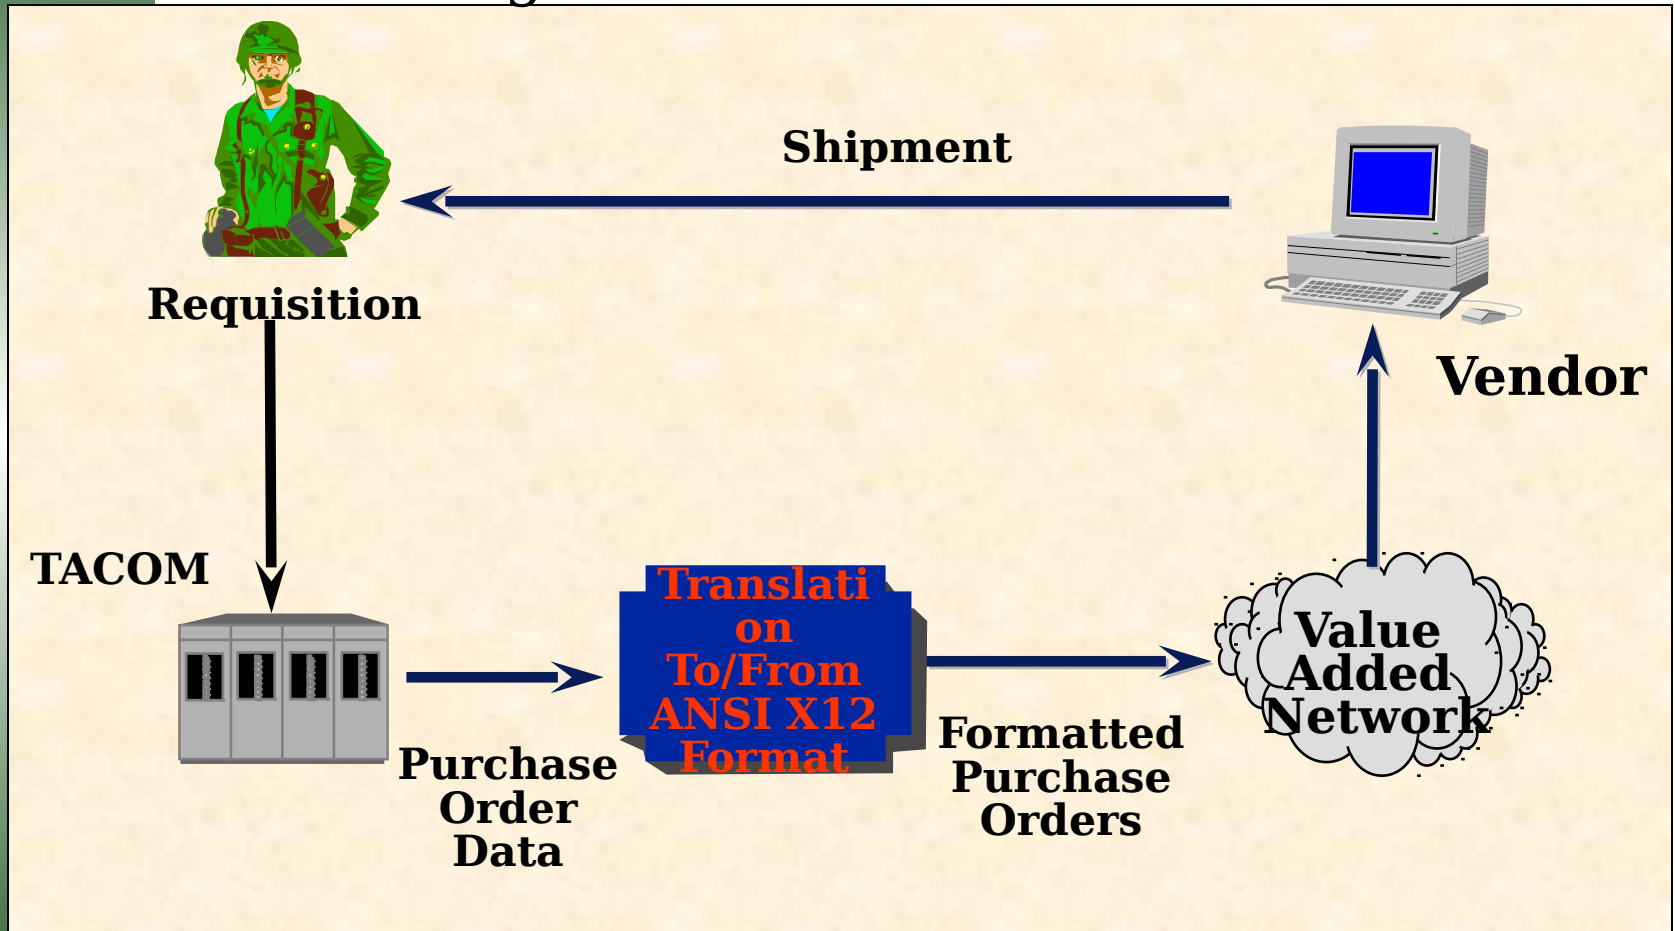 Shipment
Requisition
Vendor
TACOM
Translati
on
To/From
ANSI X12
Format
Value
Added
Network
Purchase
Order
Data
Formatted
Purchase
Orders